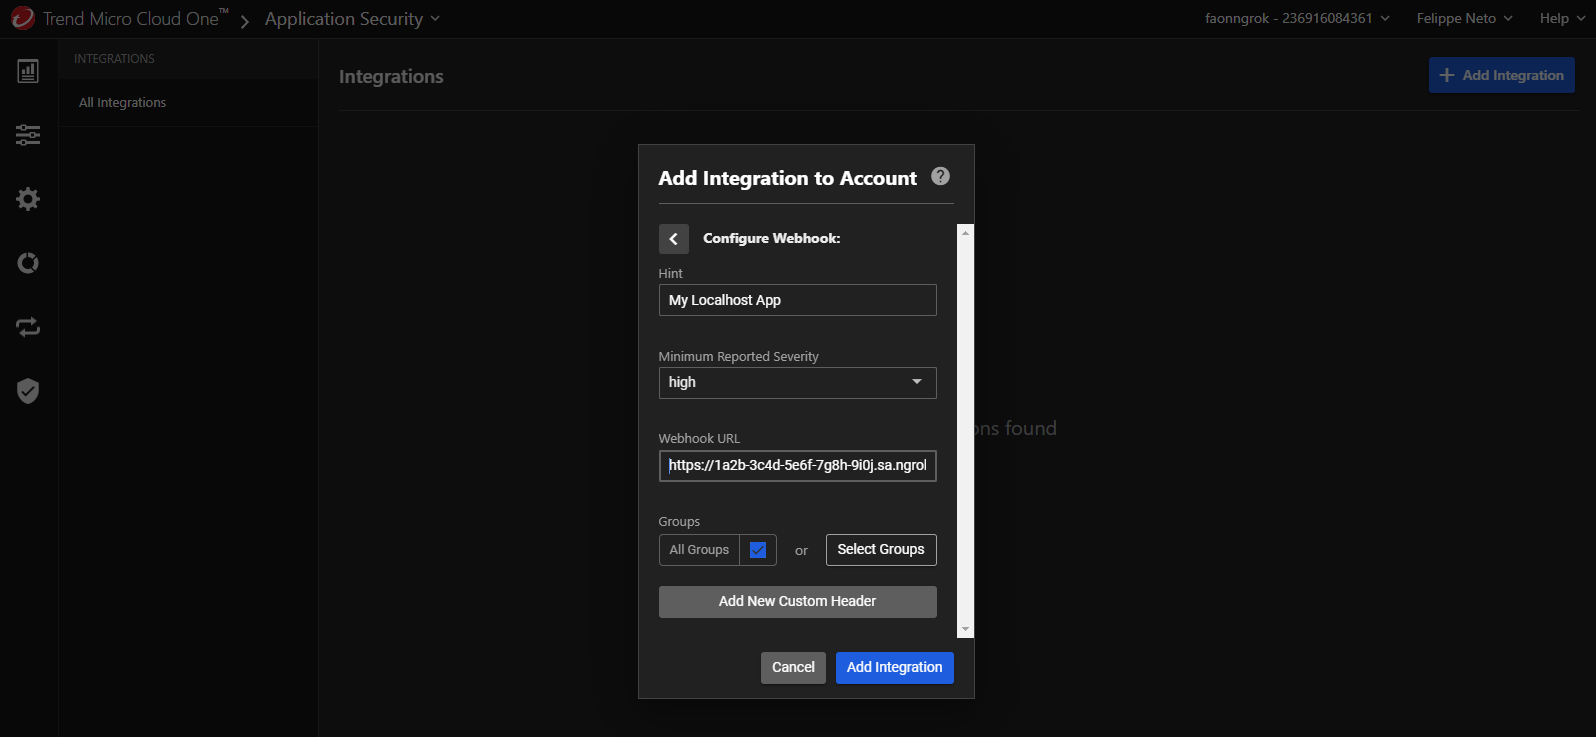 Trend Micro Cloud One™ Application Security
faonngrok - 236916084361 Felippe Neto Help
INTEGRATIONS
All Integrations
Integrations
Add Integration
Add Integration to Account
Configure Webhook:
Hint
My Localhost App
Minimum Reported Severity
high
Webhook URL
https://1a2b-3c4d-5e6f-7g8h-9i0j.sa.ngrol
Groups
All Groups or Select Groups
Add New Custom Header
Cancel Add Integration
ons found